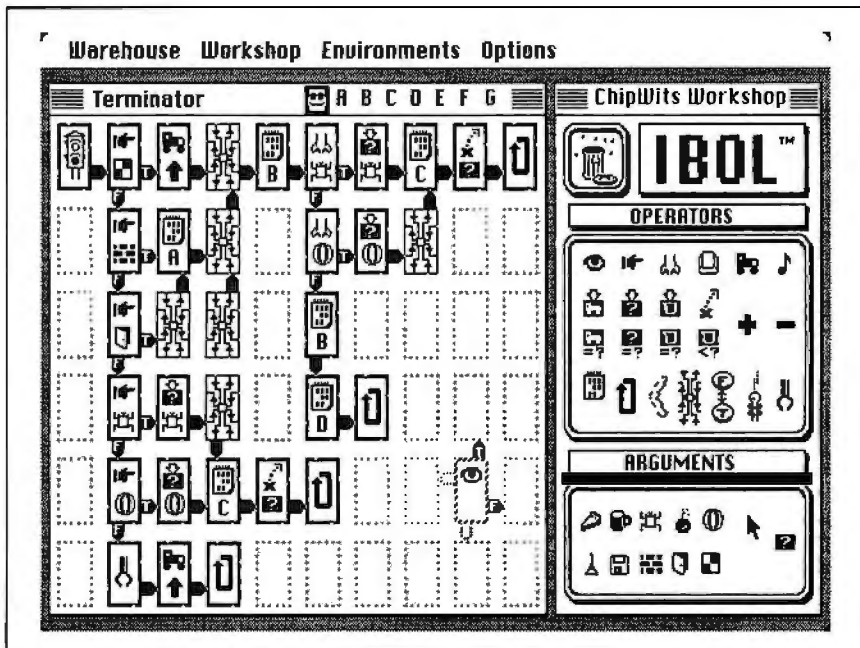 Warehouse Workshop Environments Options
Terminator A B C D E F G
ChipWits Workshop
IBOL™
B C
OPERATORS
A
B
=? =? =? <?
D
F
T
#
ARGUMENTS
C